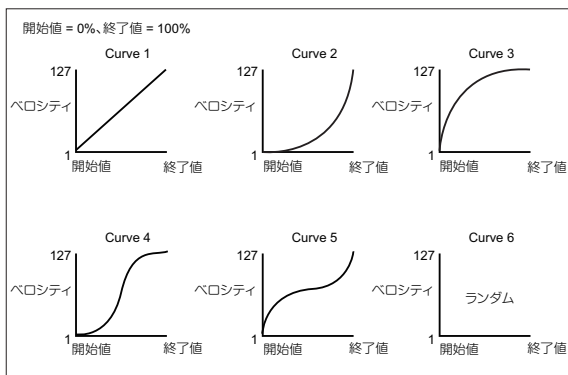 開始値 = 0%、終了値 = 100%
Curve 1
127
ベロシティ
1
開始値
終了値
Curve 2
127
ベロシティ
1
開始値
終了値
Curve 3
127
ベロシティ
1
開始値
終了値
Curve 4
127
ベロシティ
1
開始値
終了値
Curve 5
127
ベロシティ
1
開始値
終了値
Curve 6
127
ベロシティ
ランダム
1
開始値
終了値